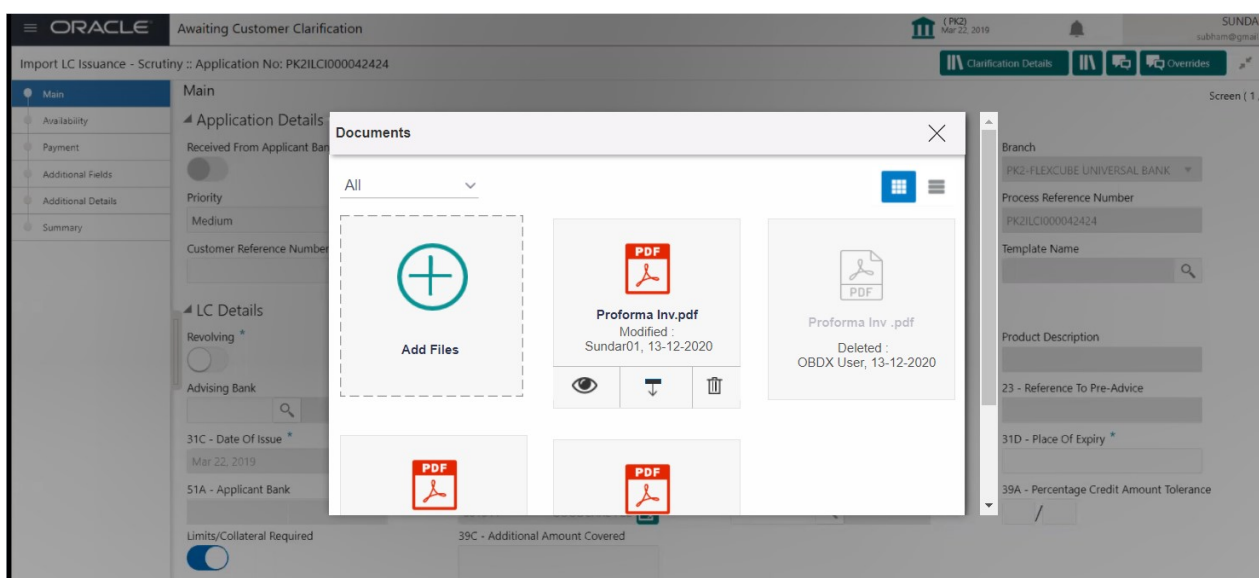 ORACLE
Awaiting Customer Clarification
(PK2)
Mar 22, 2019
SUNDA
subham@gmail
Import LC Issuance - Scrutiny :: Application No: PK2ILCI000042424
Clarification Details
Overrides
Main
Availability
Payment
Additional Fields
Additional Details
Summary
Main
Screen ( 1
Application Details
Received From Applicant Ban
Priority
Medium
Customer Reference Number
Branch
PK2-FLEXCUBE UNIVERSAL BANK
Process Reference Number
PK2ILCI000042424
Template Name
Documents
All
Add Files
PDF
Proforma Inv.pdf
Modified :
Sundar01, 13-12-2020
PDF
Proforma Inv .pdf
Deleted :
OBDX User, 13-12-2020
PDF
PDF
LC Details
Revolving *
Advising Bank
31C - Date Of Issue *
Mar 22, 2019
51A - Applicant Bank
Limits/Collateral Required
39C - Additional Amount Covered
Product Description
23 - Reference To Pre-Advice
31D - Place Of Expiry *
39A - Percentage Credit Amount Tolerance
/